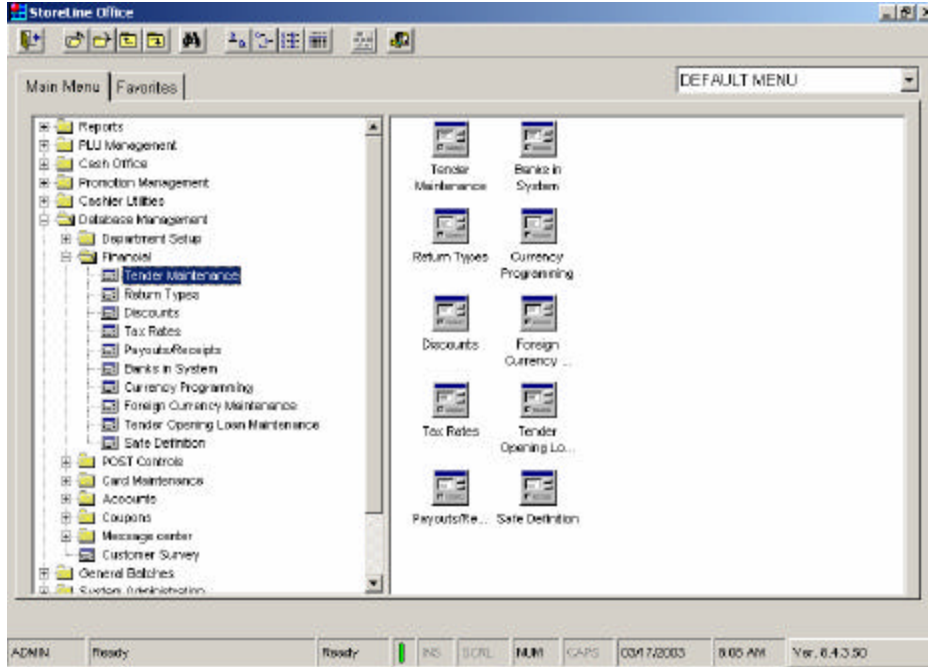 StoreLine Office
Main Menu
Favorites
DEFAULT MENU
Reports
PLU Management
Cash Office
Promotion Management
Cashier Utilities
Database Management
Department Setup
Financial
Tender Maintenance
Return Types
Discounts
Tax Rates
Payouts/Receipts
Banks in System
Currency Programming
Foreign Currency Maintenance
Tender Opening Loan Maintenance
Safe Definition
POST Controls
Card Maintenance
Accounts
Coupons
Message center
Customer Survey
General Batches
System Administration
Tender Maintenance
Banks in System
Return Types
Currency Programming
Discounts
Foreign Currency ...
Tax Rates
Tender Opening Lo...
Payouts/Re...
Safe Definition
ADMIN Ready Ready INS SCRL NUM CAPS 03/17/2003 8:05 AM Ver. 8.4.3.50